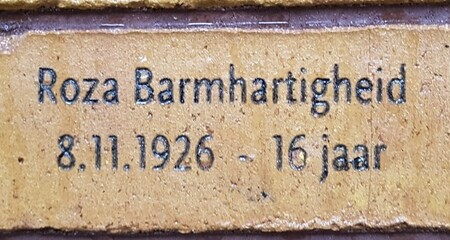 Roza Barmhartigheid
8.11.1926 - 16 jaar